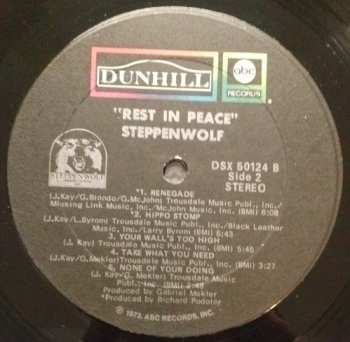 DUNHILL
abc
RECORDS
"REST IN PEACE"
STEPPENWOLF
DSX 50124 B
Side 2
STEREO
STEPPENWOLF
*1. RENEGADE
(J.Kay/G.Biondo/G.McJohn) Trousdale Music Publ., Inc./
Missing Link Music, Inc./McJohn Music, Inc. (BMI) 6:08
*2. HIPPO STOMP
(J.Kay/L.Byrom) Trousdale Music Publ., Inc./Black Leather
Music, Inc./Larry Byrom (BMI) 5:43
3. YOUR WALL'S TOO HIGH
(J. Kay) Trousdale Music Publ., Inc. (BMI) 5:46
4. TAKE WHAT YOU NEED
(J.Kay/G.Mekler) Trousdale Music Publ., Inc. (BMI) 3:27
5. NONE OF YOUR DOING
(J. Kay/G. Mekler) Trousdale Music
Publ., Inc. (BMI) 2:48
Produced by Gabriel Mekler
*Produced by Richard Podolor
℗ 1972, ABC RECORDS, INC.